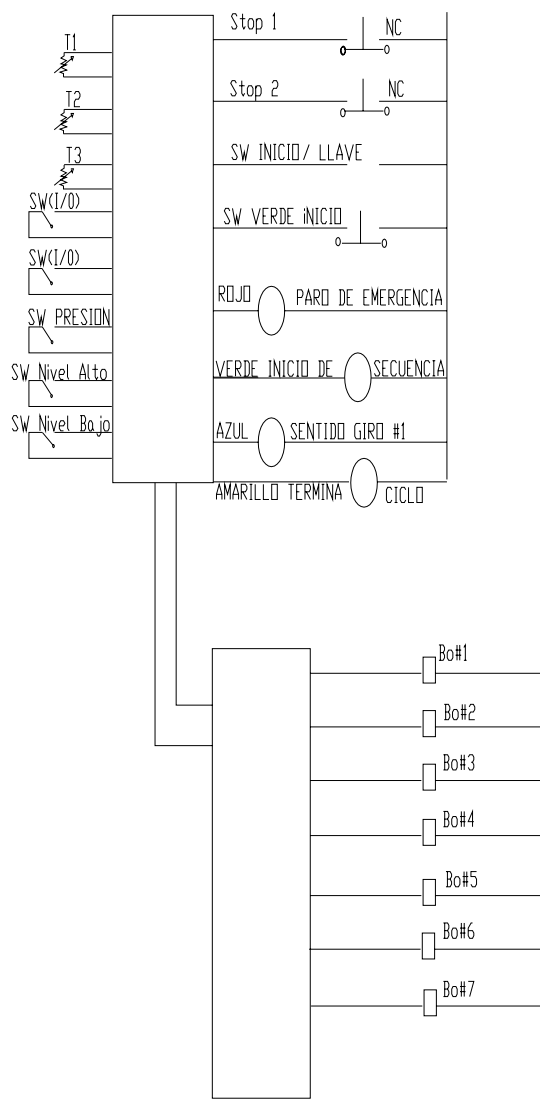 Stop 1
NC
T1
Stop 2
NC
T2
SW INICIO/ LLAVE
T3
SW(I/O)
SW VERDE iNICIO
SW(I/O)
ROJO
PARO DE EMERGENCIA
SW PRESION
SW Nivel Alto
VERDE INICIO DE
SECUENCIA
SW Nivel Bajo
AZUL
SENTIDO GIRO #1
AMARILLO TERMINA
CICLO
Bo#1
Bo#2
Bo#3
Bo#4
Bo#5
Bo#6
Bo#7